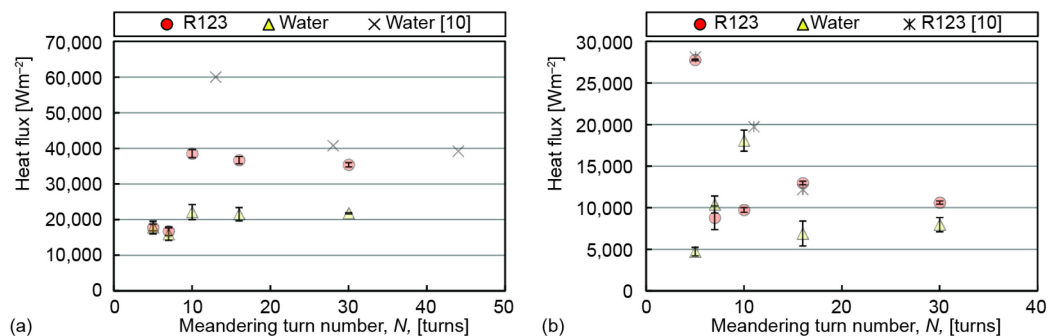 R123 Water Water [10]
70,000
60,000
50,000
40,000
30,000
20,000
10,000
0
Heat flux [Wm⁻²]
0 10 20 30 40 50
(a) Meandering turn number, N, [turns]
R123 Water R123 [10]
30,000
25,000
20,000
15,000
10,000
5,000
0
Heat flux [Wm⁻²]
0 10 20 30 40
(b) Meandering turn number, N, [turns]